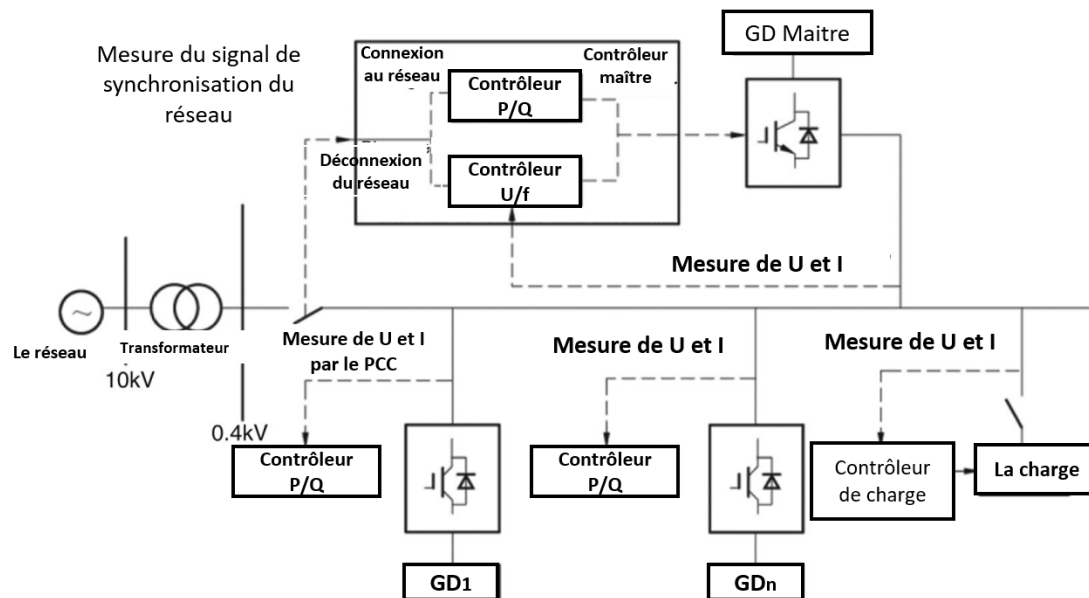 GD Maitre
Mesure du signal de
synchronisation du
réseau
Connexion
au réseau
Contrôleur
P/Q
Contrôleur
maître
Déconnexion
du réseau
Contrôleur
U/f
Mesure de U et I
Le réseau
Transformateur
10kV
0.4kV
Mesure de U et I
par le PCC
Mesure de U et I
Mesure de U et I
Contrôleur
P/Q
Contrôleur
P/Q
Contrôleur
de charge
La charge
GD1
GDn